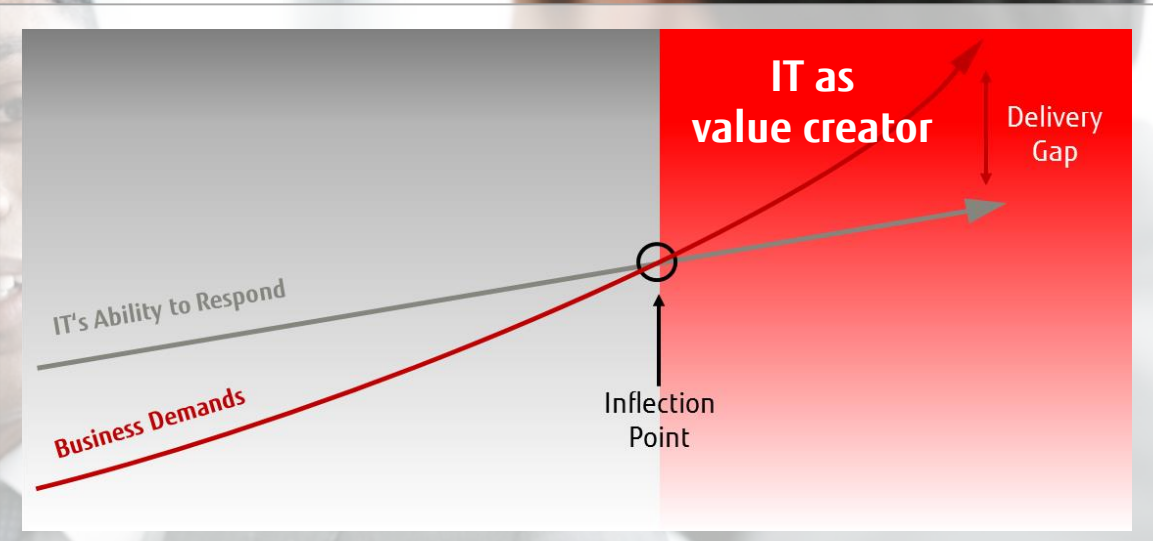 IT as
value creator
Delivery
Gap
IT‘s Ability to Respond
Business Demands
Inflection
Point